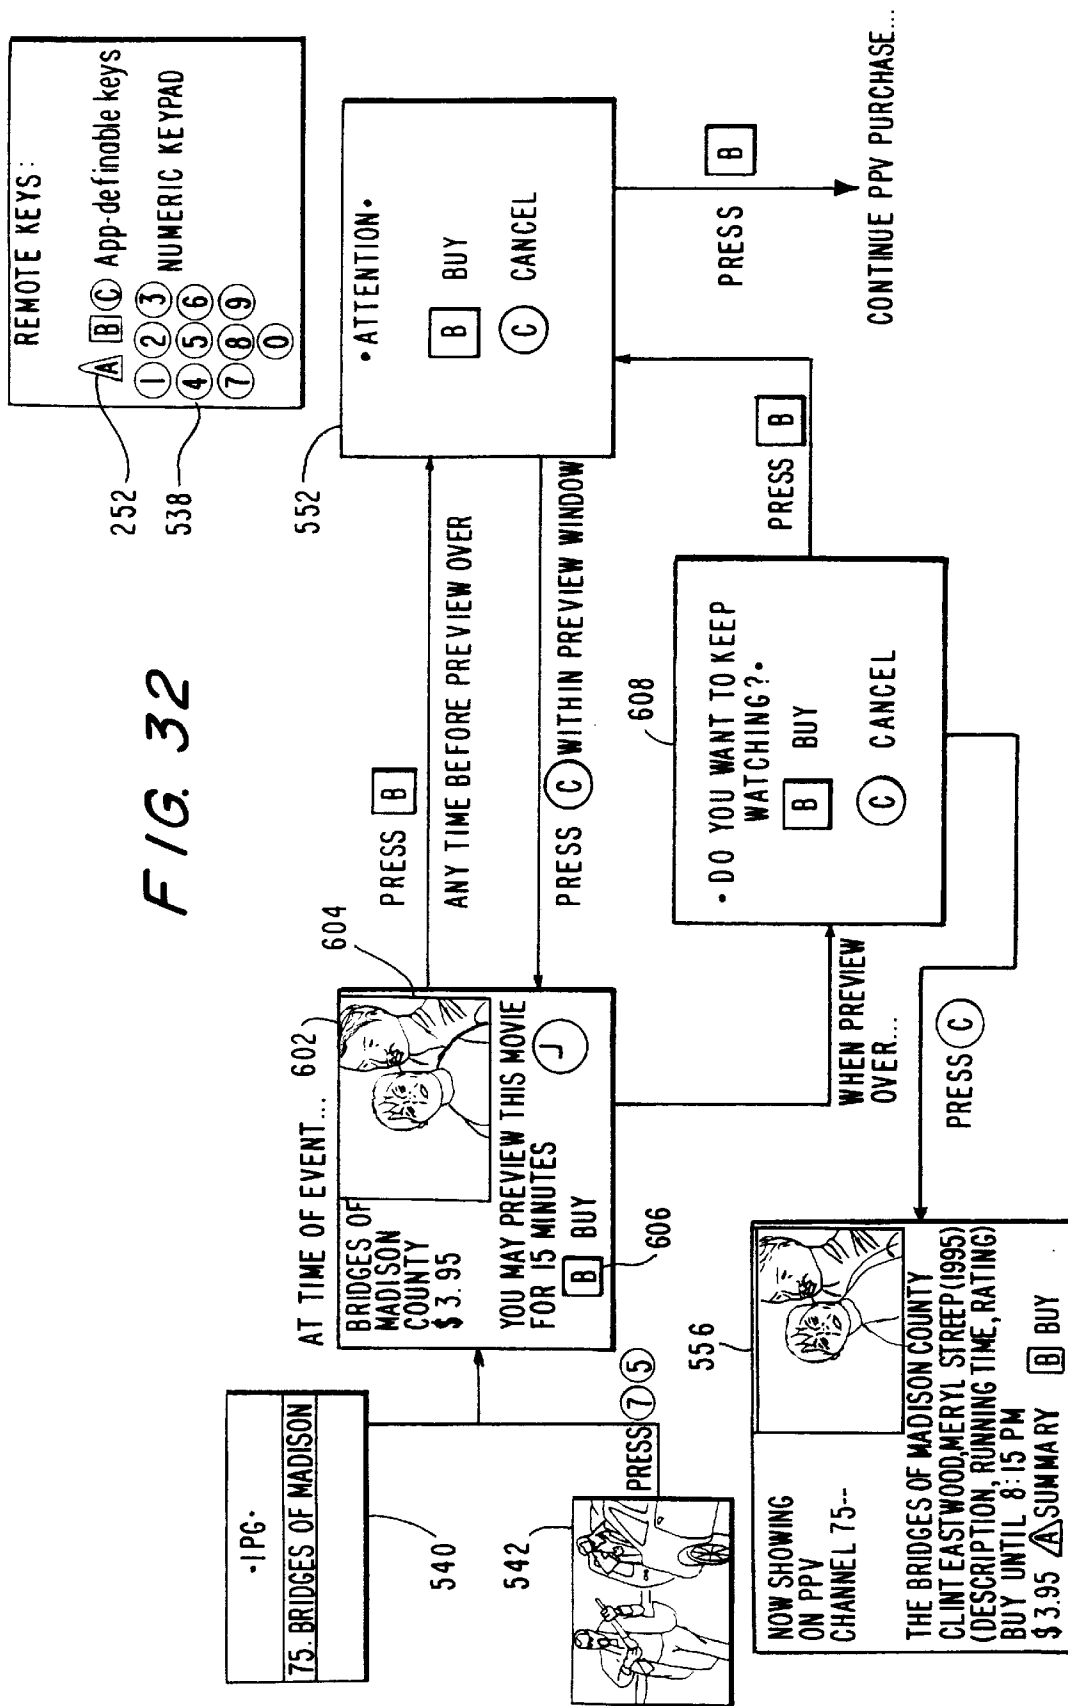 FIG. 32
REMOTE KEYS:
A B C App-definable keys
1 2 3 NUMERIC KEYPAD
4 5 6
7 8 9
0
252
538
-IPG-
75. BRIDGES OF MADISON
540
542
PRESS 7 5
AT TIME OF EVENT...
602
604
BRIDGES OF
MADISON
COUNTY
$ 3.95
YOU MAY PREVIEW THIS MOVIE
FOR 15 MINUTES
B BUY
606
PRESS B
ANY TIME BEFORE PREVIEW OVER
PRESS C WITHIN PREVIEW WINDOW
552
•ATTENTION•
B BUY
C CANCEL
PRESS B
CONTINUE PPV PURCHASE...
WHEN PREVIEW
OVER...
608
•DO YOU WANT TO KEEP
WATCHING?•
B BUY
C CANCEL
PRESS B
PRESS C
556
NOW SHOWING
ON PPV
CHANNEL 75--
THE BRIDGES OF MADISON COUNTY
CLINT EASTWOOD,MERYL STREEP(1995)
(DESCRIPTION, RUNNING TIME, RATING)
BUY UNTIL 8:15 PM
$ 3.95 A SUMMARY B BUY